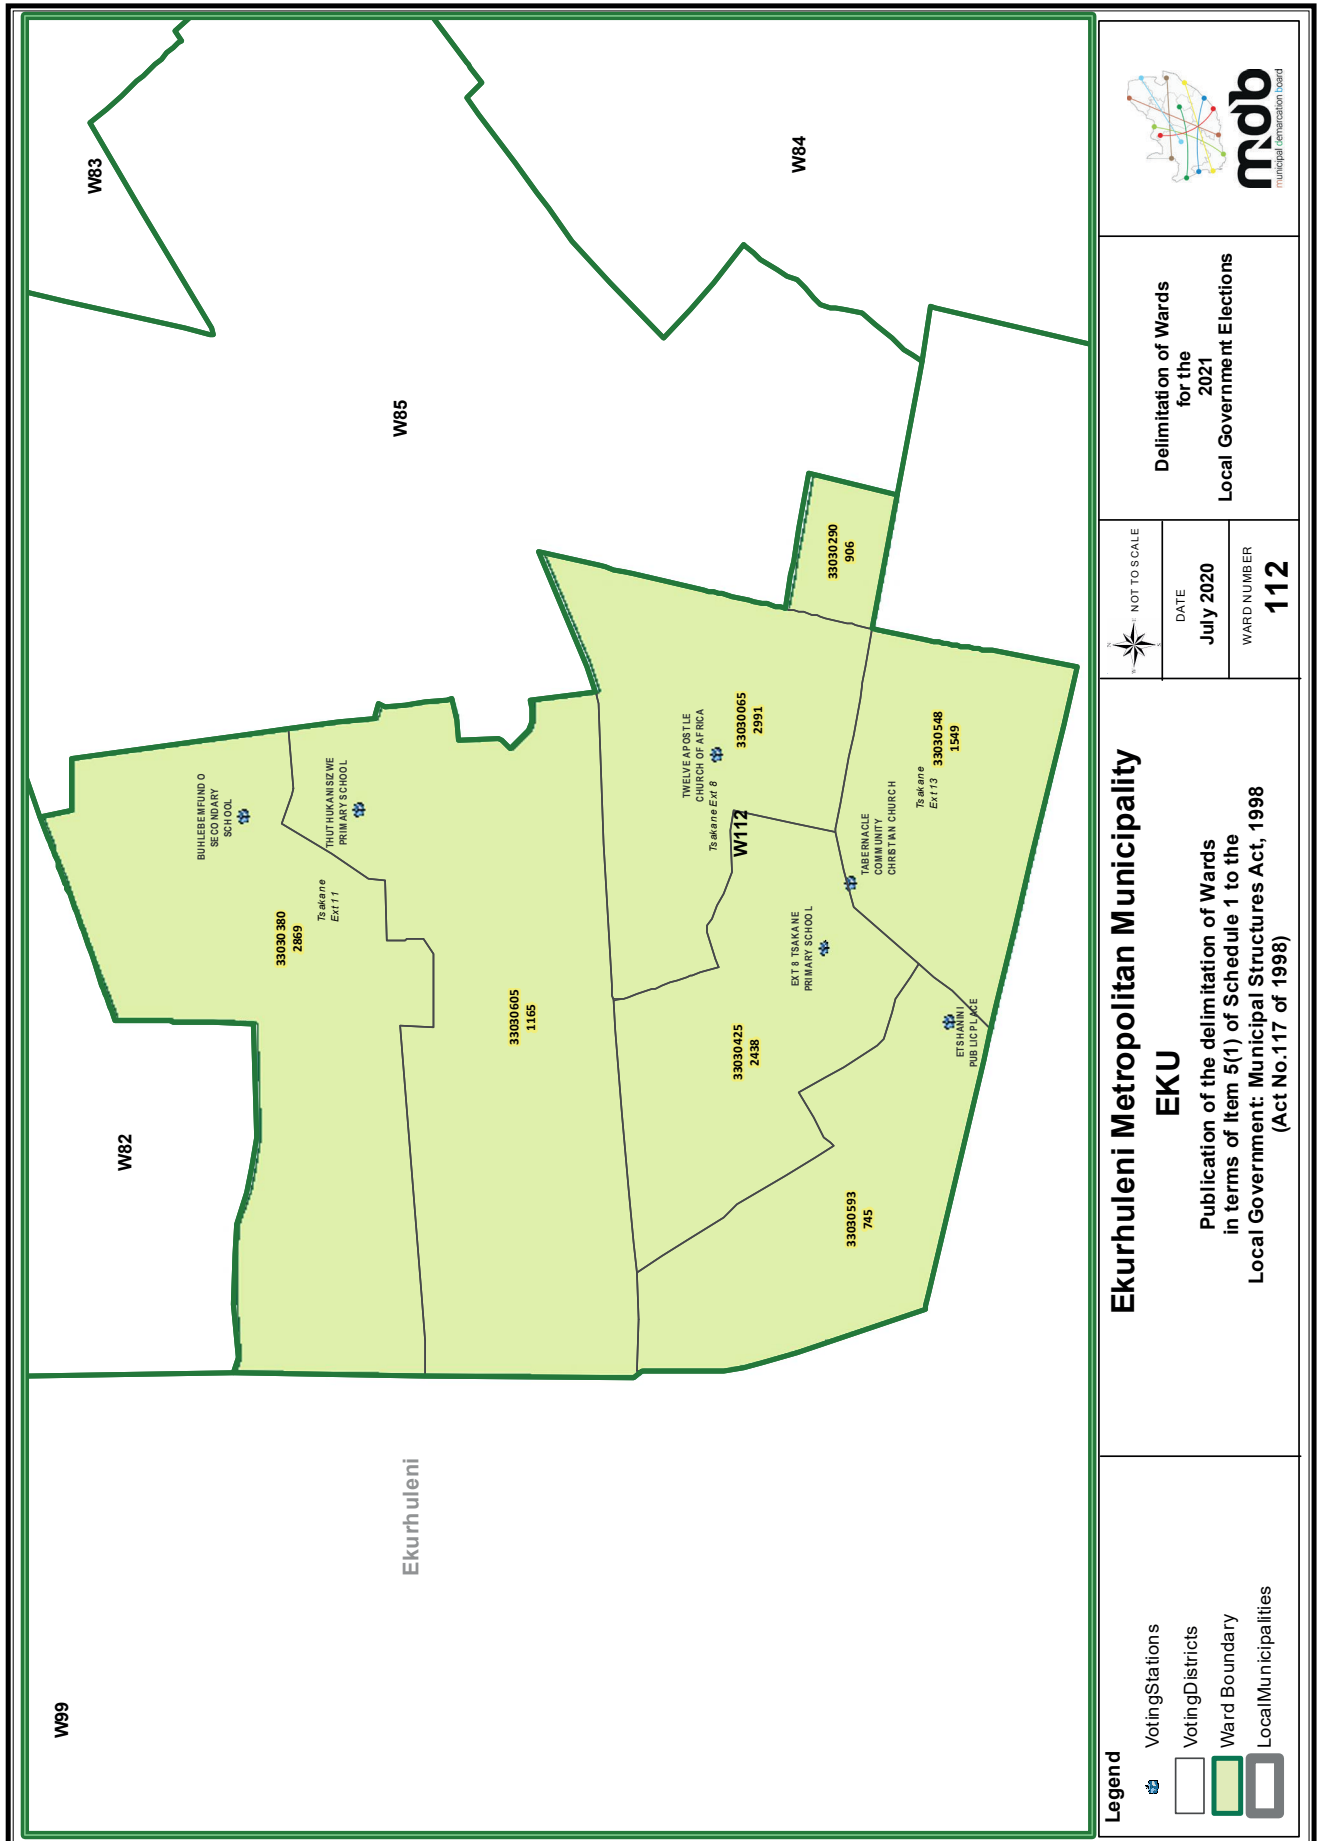 W99
W82
W83
W85
W84
Ekurhuleni
BUHLEBEMFUNDO
SECONDARY
SCHOOL
33030380
2869
Tsakane
Ext 11
THUTHUKANISIZWE
PRIMARY SCHOOL
33030605
1165
TWELVE APOSTLE
CHURCH OF AFRICA
Tsakane Ext 8
33030065
2991
W112
33030290
906
33030425
2438
EXT 8 TSAKANE
PRIMARY SCHOOL
TABERNACLE
COMMUNITY
CHRISTIAN CHURCH
Tsakane
Ext 13
33030548
1549
33030593
745
ETSHANINI
PUBLIC PLACE
Legend
VotingStations
VotingDistricts
Ward Boundary
LocalMunicipalities
Ekurhuleni Metropolitan Municipality
EKU
Publication of the delimitation of Wards
in terms of Item 5(1) of Schedule 1 to the
Local Government: Municipal Structures Act, 1998
(Act No.117 of 1998)
N
W
E
S
NOT TO SCALE
DATE
July 2020
WARD NUMBER
112
Delimitation of Wards
for the
2021
Local Government Elections
mdb
municipal demarcation board